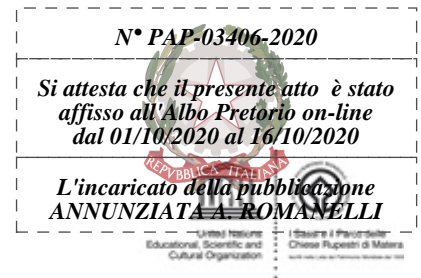 N° PAP-03406-2020
Si attesta che il presente atto è stato
affisso all'Albo Pretorio on-line
dal 01/10/2020 al 16/10/2020
REPVBBLICA ITALIANA
L'incaricato della pubblicazione
ANNUNZIATA A. ROMANELLI
United Nations
Educational, Scientific and
Cultural Organization
I Sassi e il Parco delle
Chiese Rupestri di Matera